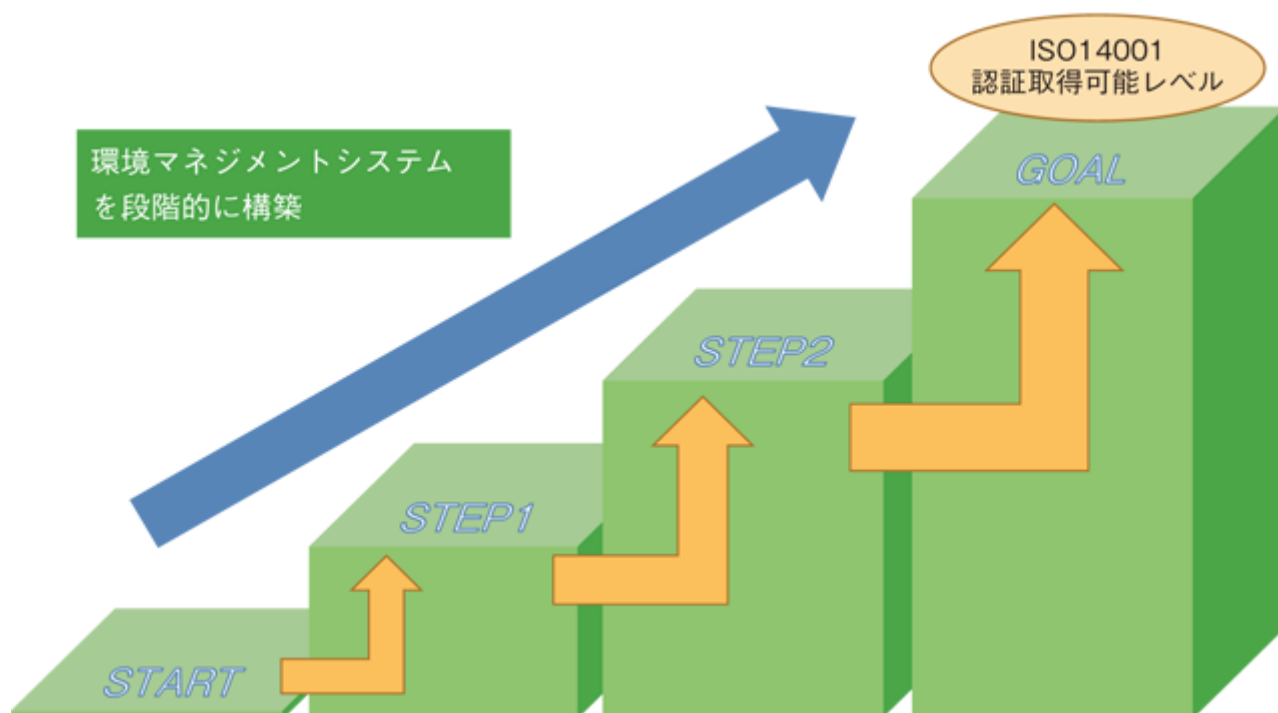 ISO14001
認証取得可能レベル
環境マネジメントシステム
を段階的に構築
GOAL
STEP2
STEP1
START